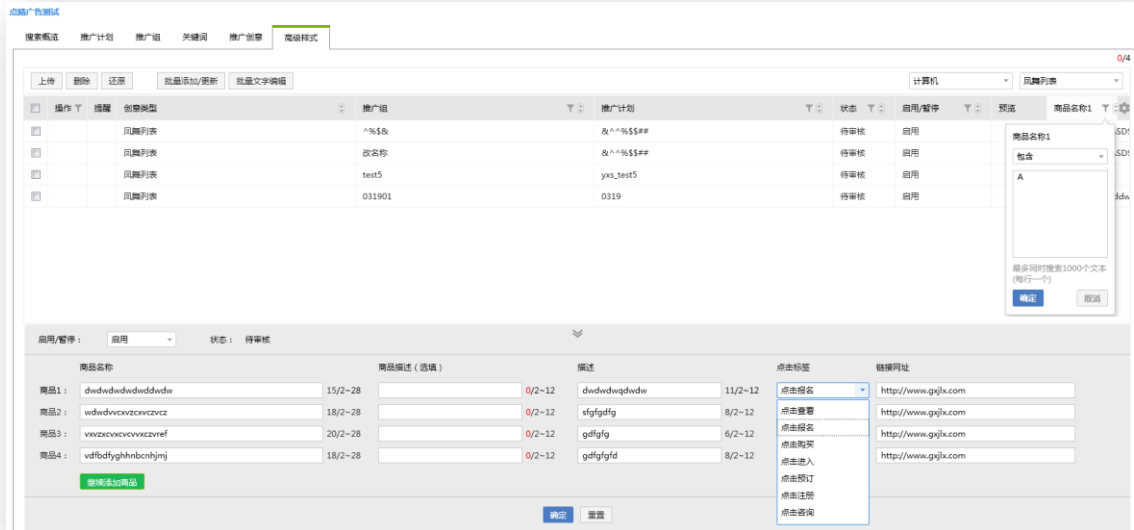 点睛广告测试
搜索概览 推广计划 推广组 关键词 推广创意 高级样式
0/4
上传 删除 还原 批量添加/更新 批量文字编辑 计算机 凤舞列表
操作 提醒 创意类型 推广组 推广计划 状态 启用/暂停 预览 商品名称1
凤舞列表 ^%$& &^^%$$## 待审核 启用
凤舞列表 改名称 &^^%$$## 待审核 启用
凤舞列表 test5 yxs_test5 待审核 启用
凤舞列表 031901 0319 待审核 启用
商品名称1
包含
A
最多同时搜索1000个文本
(每行一个)
确定 取消
启用/暂停: 启用 状态: 待审核
商品名称 商品描述(选填) 描述 点击标签 链接网址
商品1: dwdwdwdwdwddwdw 15/2~28 0/2~12 dwdwdwqdwdw 11/2~12 点击报名 http://www.gxjlx.com
商品2: wdwdvvcxvzcxvczvcz 18/2~28 0/2~12 sfgfgdfg 8/2~12 点击查看 http://www.gxjlx.com
点击报名
商品3: vxvzxcvxcvcvvxczvref 20/2~28 0/2~12 gdfgfg 6/2~12 点击购买 http://www.gxjlx.com
商品4: vdfbdfyghhnbcnhjmj 18/2~28 0/2~12 gdfgfgfd 8/2~12 点击进入 http://www.gxjlx.com
点击预订
继续添加商品 点击注册
点击咨询
确定 重置